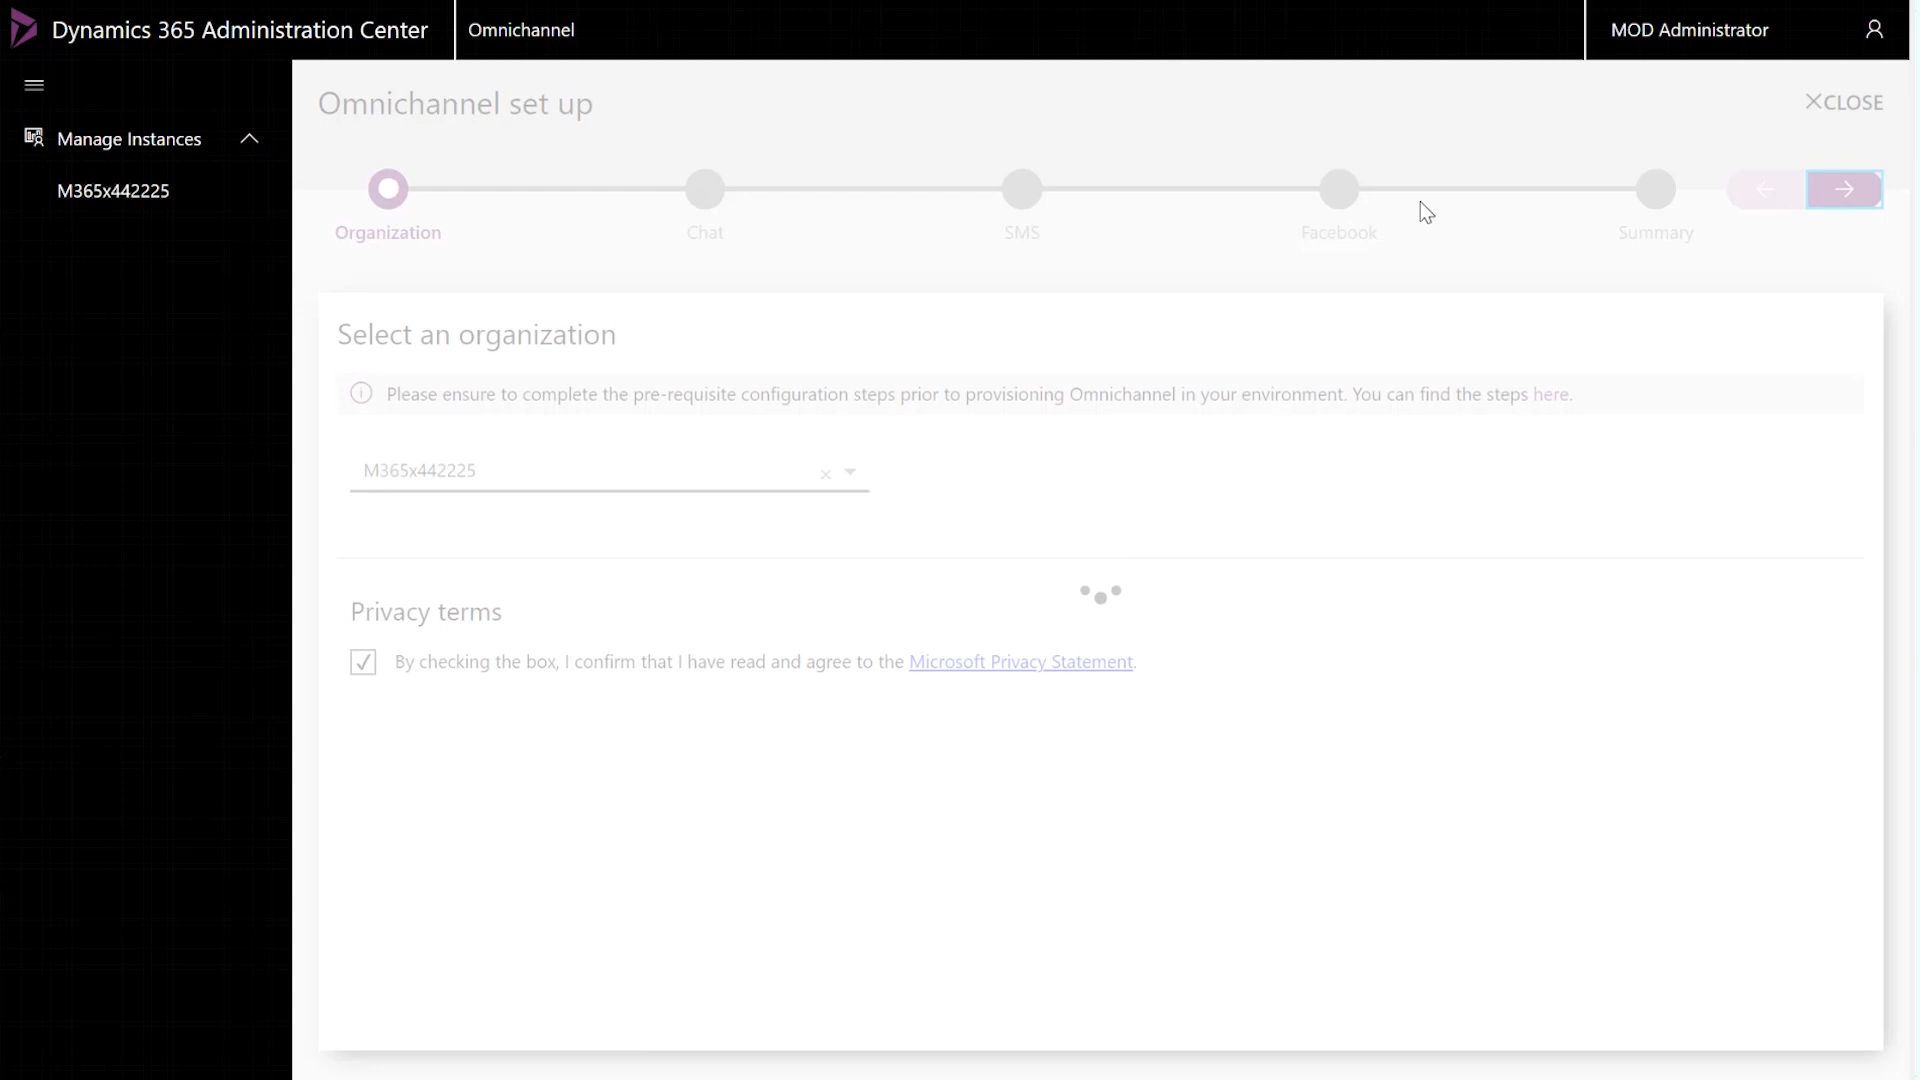 Dynamics 365 Administration Center
Omnichannel
MOD Administrator
Manage Instances
M365x442225
Omnichannel set up
CLOSE
Organization
Chat
SMS
Facebook
Summary
Select an organization
Please ensure to complete the pre-requisite configuration steps prior to provisioning Omnichannel in your environment. You can find the steps here.
M365x442225
Privacy terms
By checking the box, I confirm that I have read and agree to the Microsoft Privacy Statement.